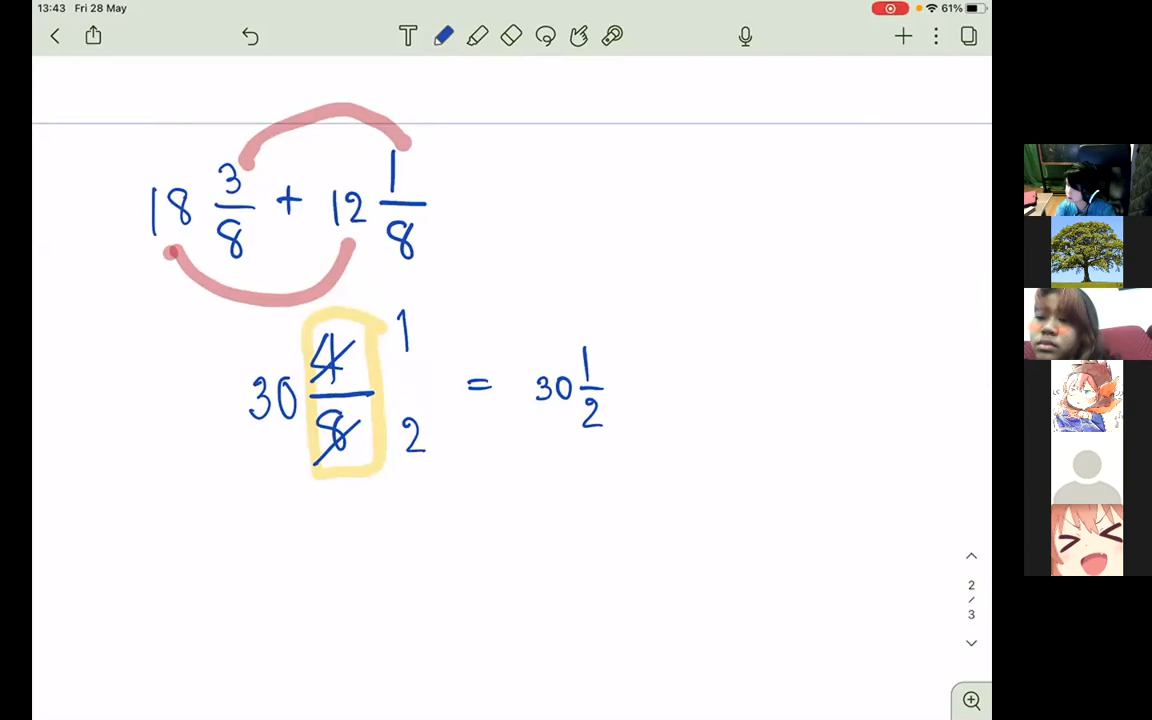 13:43 Fri 28 May
61%
T
18 3/8 + 12 1/8
30 4/8 1 2 = 30 1/2
2
/
3